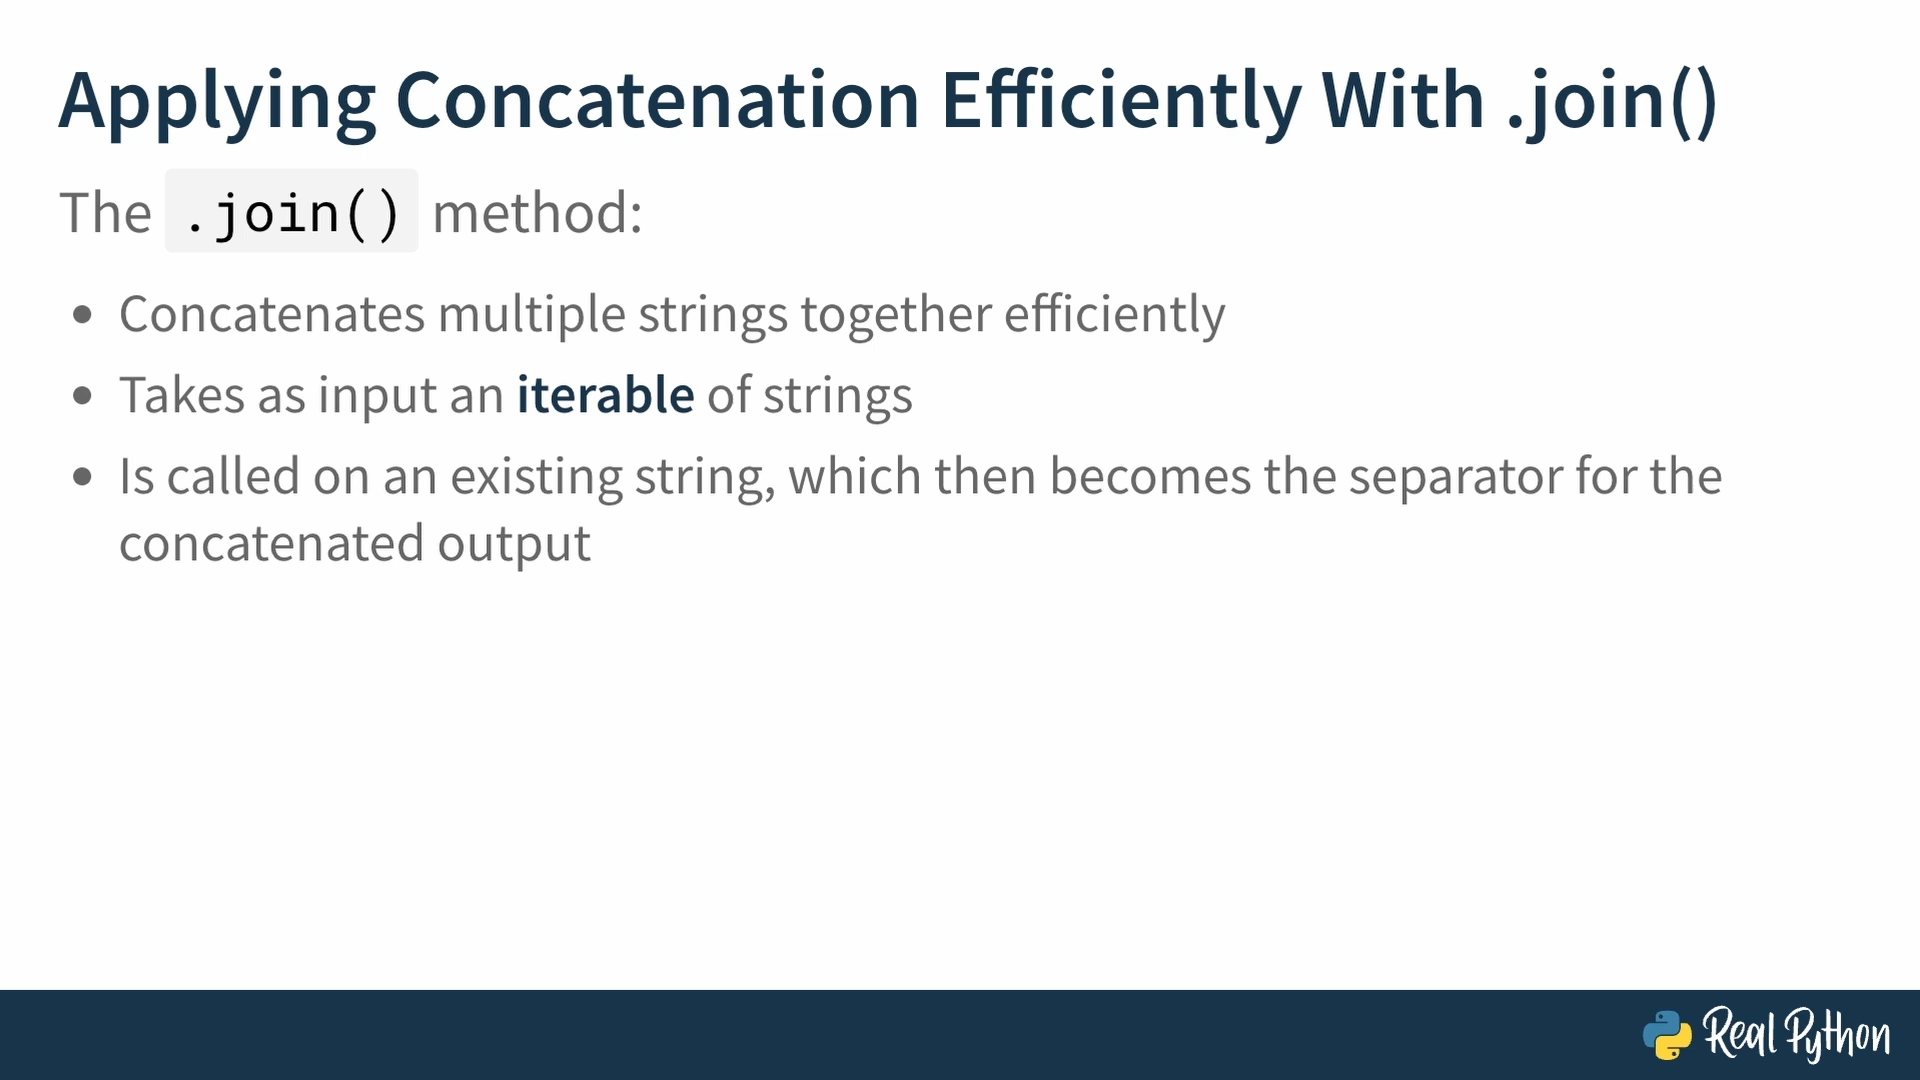 Applying Concatenation Efficiently With .join()
The .join() method:
• Concatenates multiple strings together efficiently
• Takes as input an iterable of strings
• Is called on an existing string, which then becomes the separator for the
concatenated output
Real Python